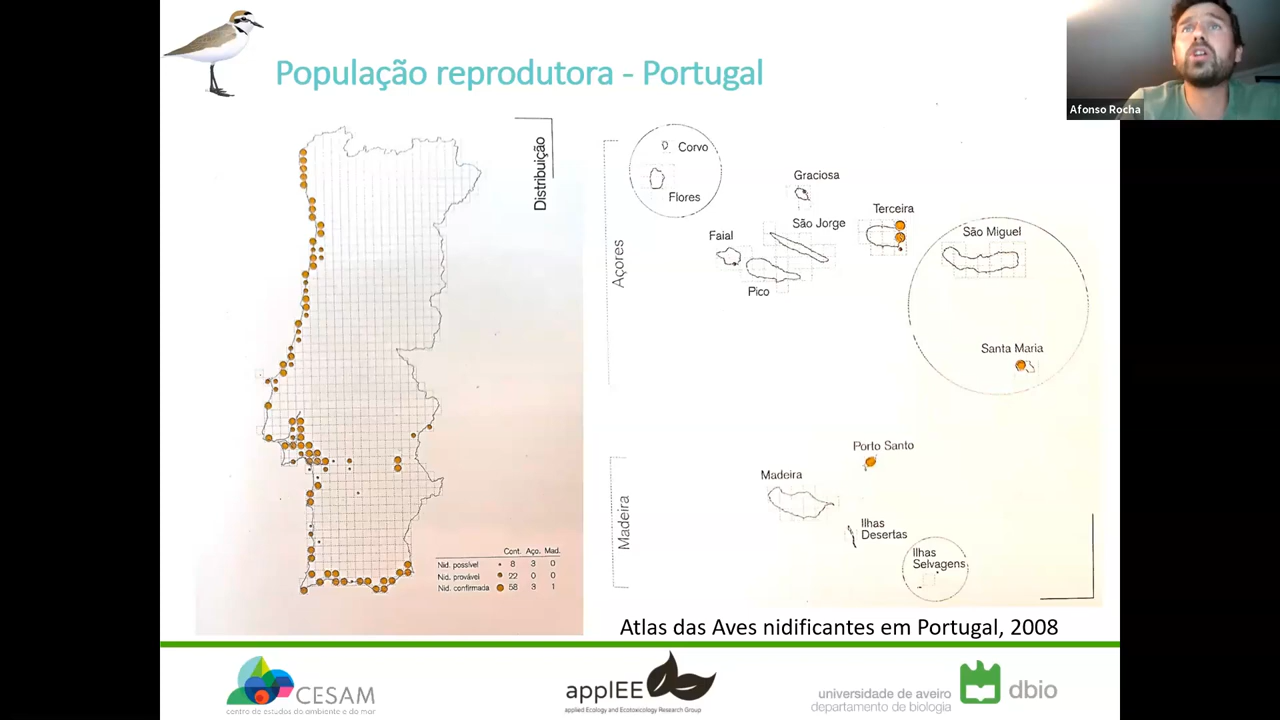 População reprodutora - Portugal
Afonso Rocha
Distribuição
Cont. Aço. Mad.
Nid. possível 8 3 0
Nid. provável 22 0 0
Nid. confirmada 58 3 1
Açores
Corvo
Flores
Graciosa
Terceira
São Jorge
Faial
Pico
São Miguel
Santa Maria
Madeira
Porto Santo
Madeira
Ilhas
Desertas
Ilhas
Selvagens
Atlas das Aves nidificantes em Portugal, 2008
CESAM
centro de estudos do ambiente e do mar
applEE
applied Ecology and Ecotoxicology Research Group
universidade de aveiro
departamento de biologia
dbio